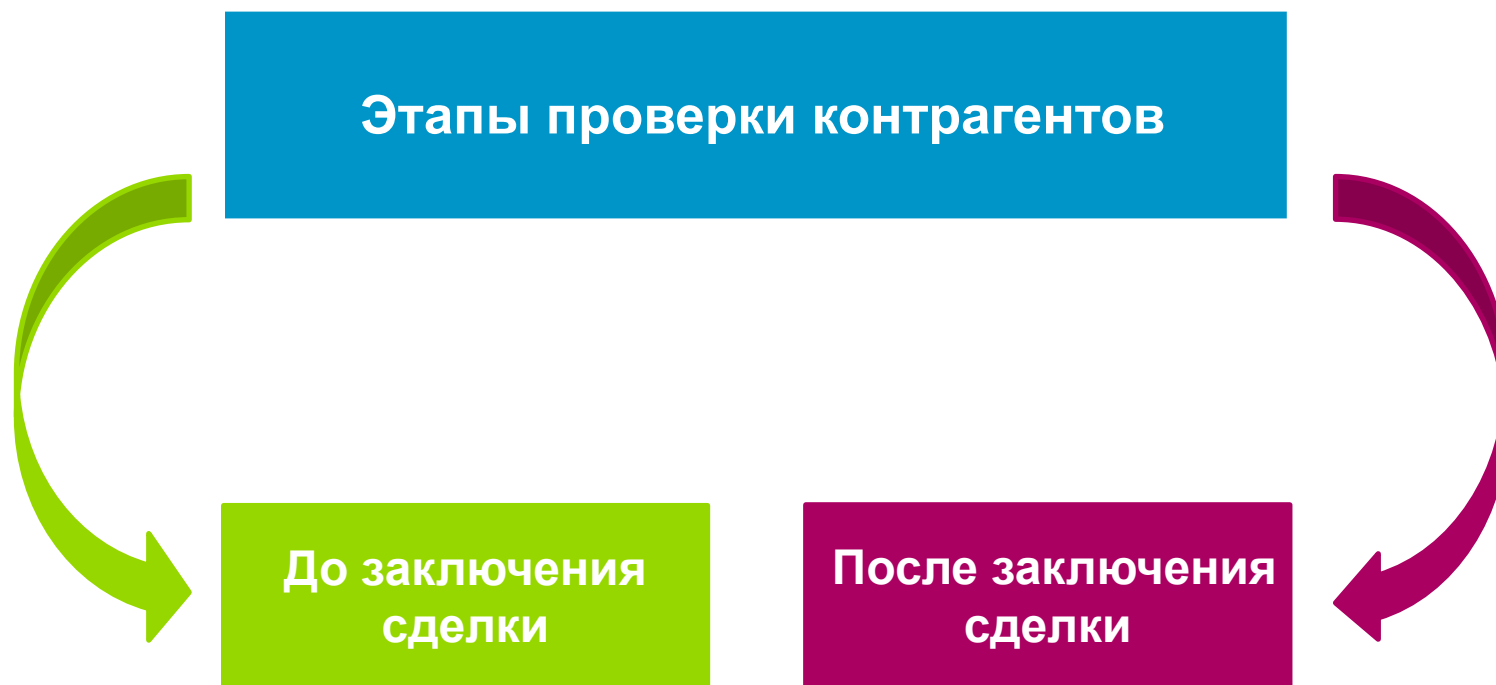 Этапы проверки контрагентов
До заключения
сделки
После заключения
сделки